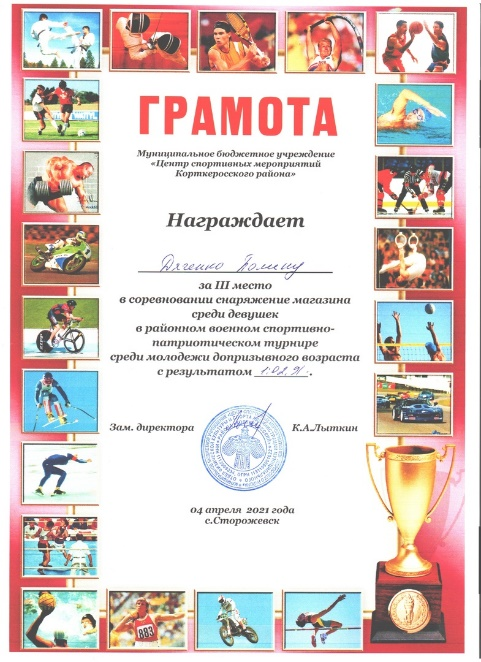 ГРАМОТА
Муниципальное бюджетное учреждение
«Центр спортивных мероприятий
Корткеросского района»
Награждает
Дяченко Полину
за III место
в соревновании снаряжение магазина
среди девушек
в районном военном спортивно-
патриотическом турнире
среди молодежи допризывного возраста
с результатом
Зам. директора К.А.Лыткин
04 апреля 2021 года
с.Сторожевск
883